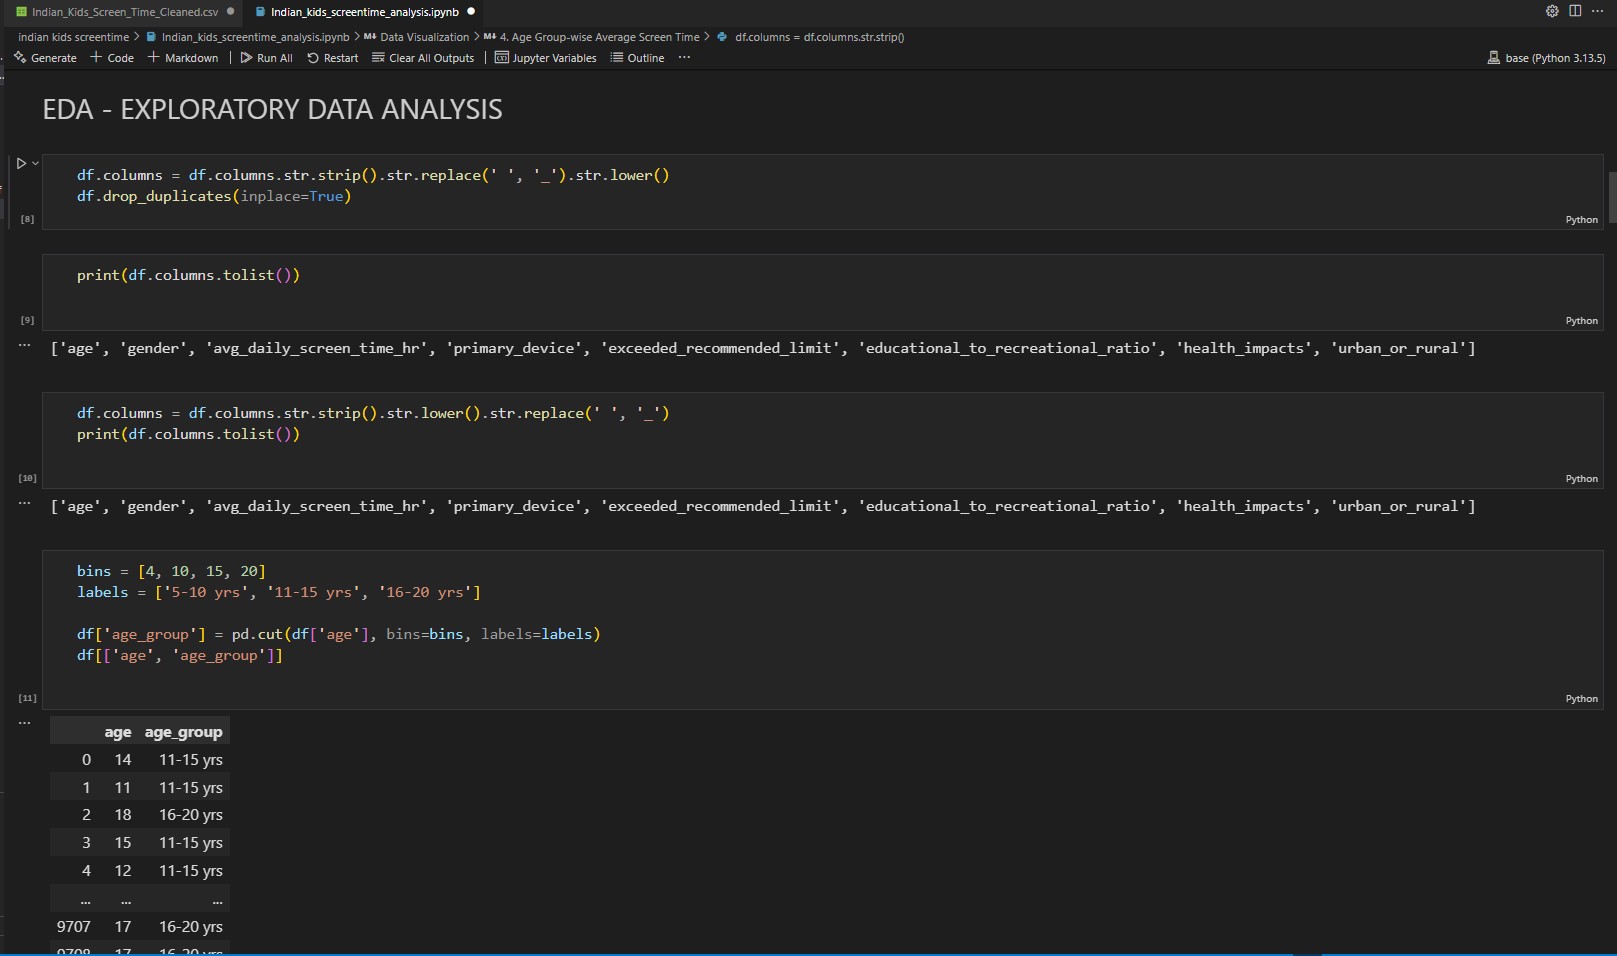 Indian_Kids_Screen_Time_Cleaned.csv
Indian_kids_screentime_analysis.ipynb
indian kids screentime > Indian_kids_screentime_analysis.ipynb > M↓ Data Visualization > M↓ 4. Age Group-wise Average Screen Time > df.columns = df.columns.str.strip()
Generate + Code + Markdown | Run All Restart Clear All Outputs | Jupyter Variables Outline ...
base (Python 3.13.5)
EDA - EXPLORATORY DATA ANALYSIS
df.columns = df.columns.str.strip().str.replace(' ', '_').str.lower()
df.drop_duplicates(inplace=True)
[8]
Python
print(df.columns.tolist())
[9]
Python
['age', 'gender', 'avg_daily_screen_time_hr', 'primary_device', 'exceeded_recommended_limit', 'educational_to_recreational_ratio', 'health_impacts', 'urban_or_rural']
df.columns = df.columns.str.strip().str.lower().str.replace(' ', '_')
print(df.columns.tolist())
[10]
Python
['age', 'gender', 'avg_daily_screen_time_hr', 'primary_device', 'exceeded_recommended_limit', 'educational_to_recreational_ratio', 'health_impacts', 'urban_or_rural']
bins = [4, 10, 15, 20]
labels = ['5-10 yrs', '11-15 yrs', '16-20 yrs']
df['age_group'] = pd.cut(df['age'], bins=bins, labels=labels)
df[['age', 'age_group']]
[11]
Python
age age_group
0 14 11-15 yrs
1 11 11-15 yrs
2 18 16-20 yrs
3 15 11-15 yrs
4 12 11-15 yrs
... ... ...
9707 17 16-20 yrs
9708 17 16-20 yrs